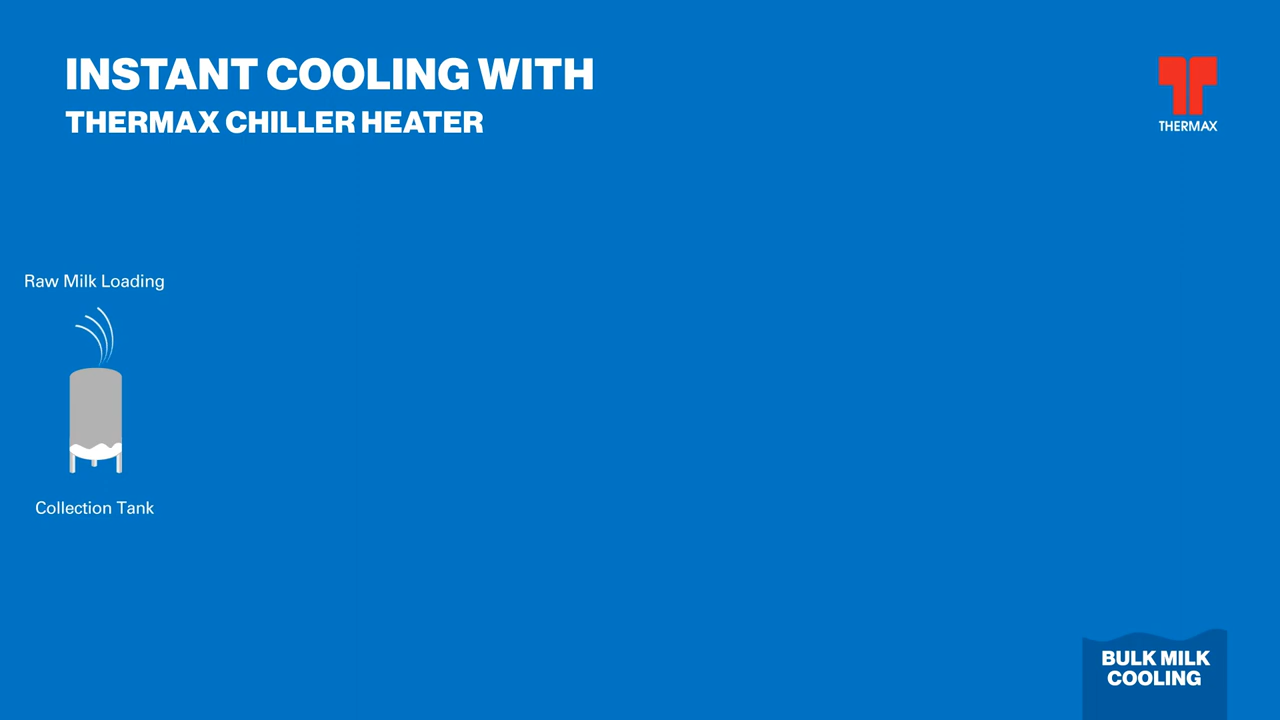 INSTANT COOLING WITH
THERMAX CHILLER HEATER
THERMAX
Raw Milk Loading
Collection Tank
BULK MILK
COOLING